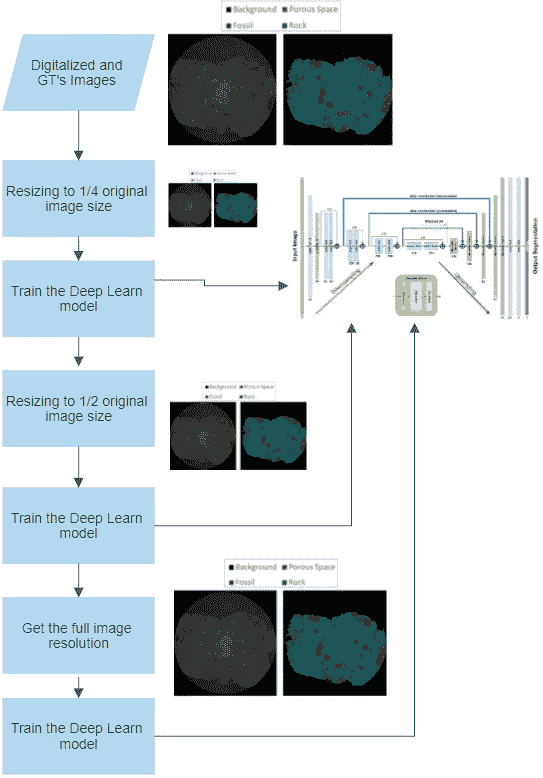 Background Porous Space
Fossil Rock
Digitalized and
GT's Images
Resizing to 1/4 original
image size
Input Image
Output Segmentation
Downsampling
Upsampling
Train the Deep Learn
model
Resizing to 1/2 original
image size
Background Porous Space
Fossil Rock
Train the Deep Learn
model
Background Porous Space
Fossil Rock
Get the full image
resolution
Train the Deep Learn
model